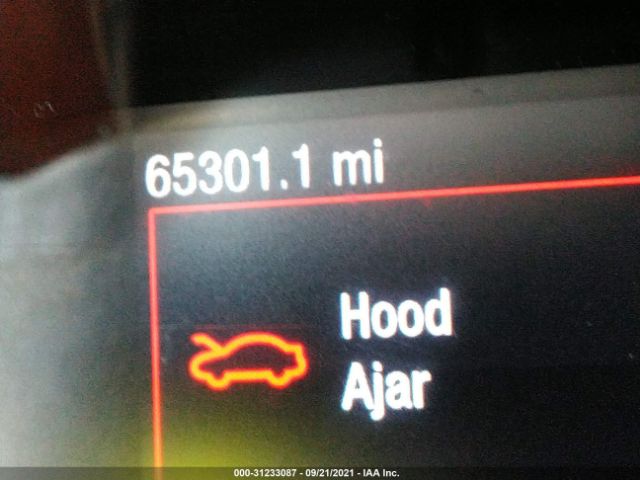 65301.1 mi
Hood
Ajar
000-31233087 - 09/21/2021 - IAA Inc.